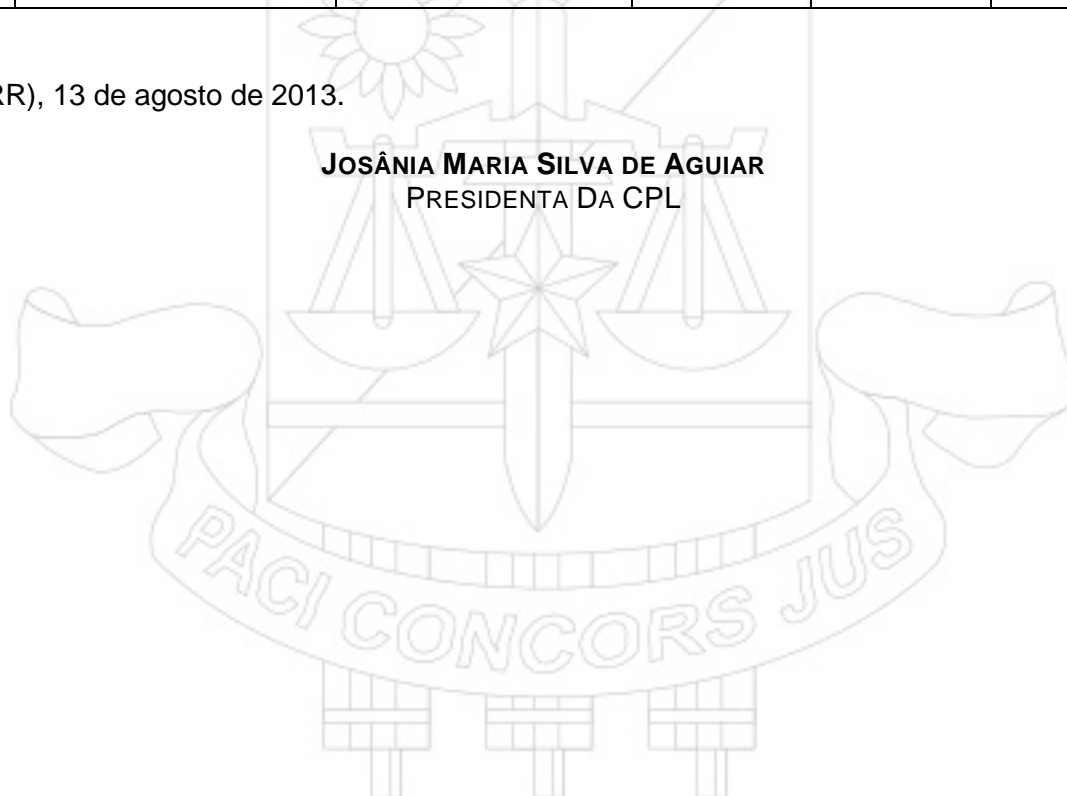 RR), 13 de agosto de 2013.
JOSÂNIA MARIA SILVA DE AGUIAR
PRESIDENTA DA CPL
PACI CONCORS JUS